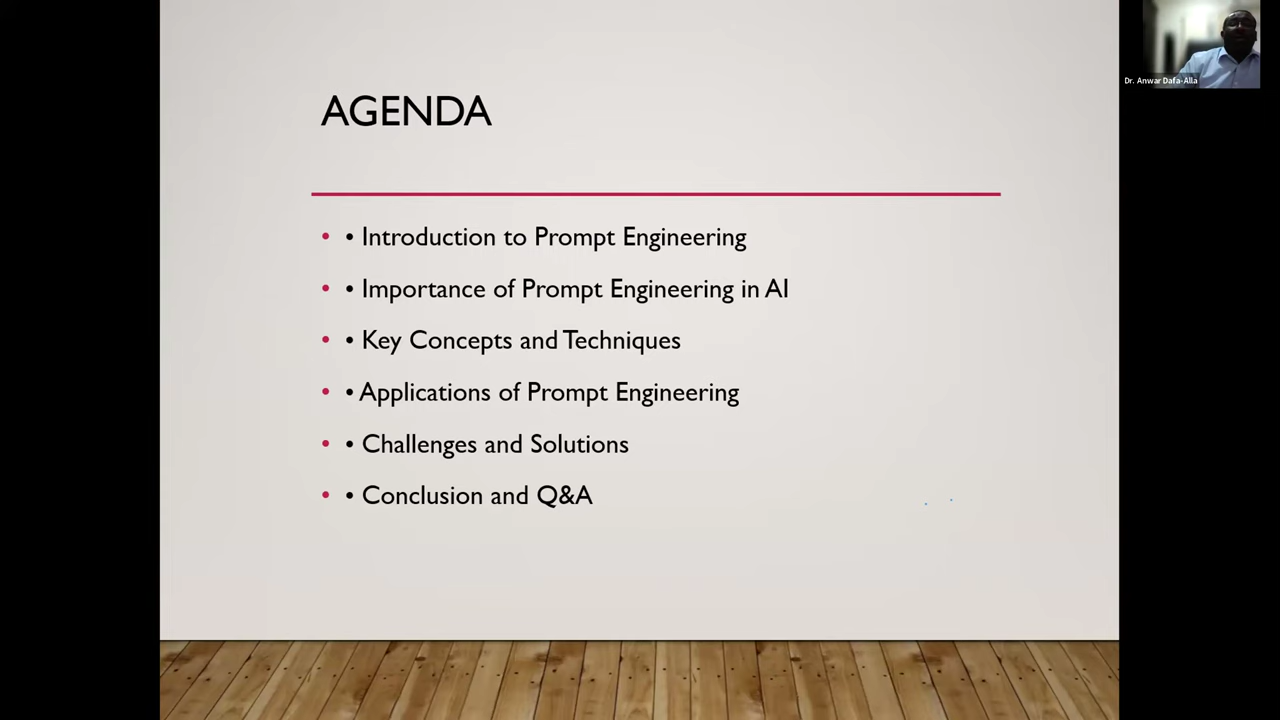 AGENDA
• • Introduction to Prompt Engineering
• • Importance of Prompt Engineering in AI
• • Key Concepts and Techniques
• • Applications of Prompt Engineering
• • Challenges and Solutions
• • Conclusion and Q&A
Dr. Anwar Dafa-Alla